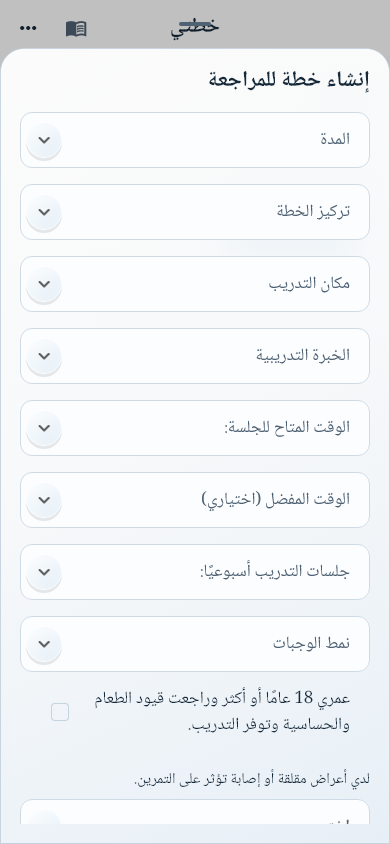 خطتي
إنشاء خطة للمراجعة
المدة
تركيز الخطة
مكان التدريب
الخبرة التدريبية
الوقت المتاح للجلسة:
الوقت المفضل (اختياري)
جلسات التدريب أسبوعيًا:
نمط الوجبات
عمري 18 عامًا أو أكثر وراجعت قيود الطعام
والحساسية وتوفر التدريب.
لدي أعراض مقلقة أو إصابة تؤثر على التمرين.